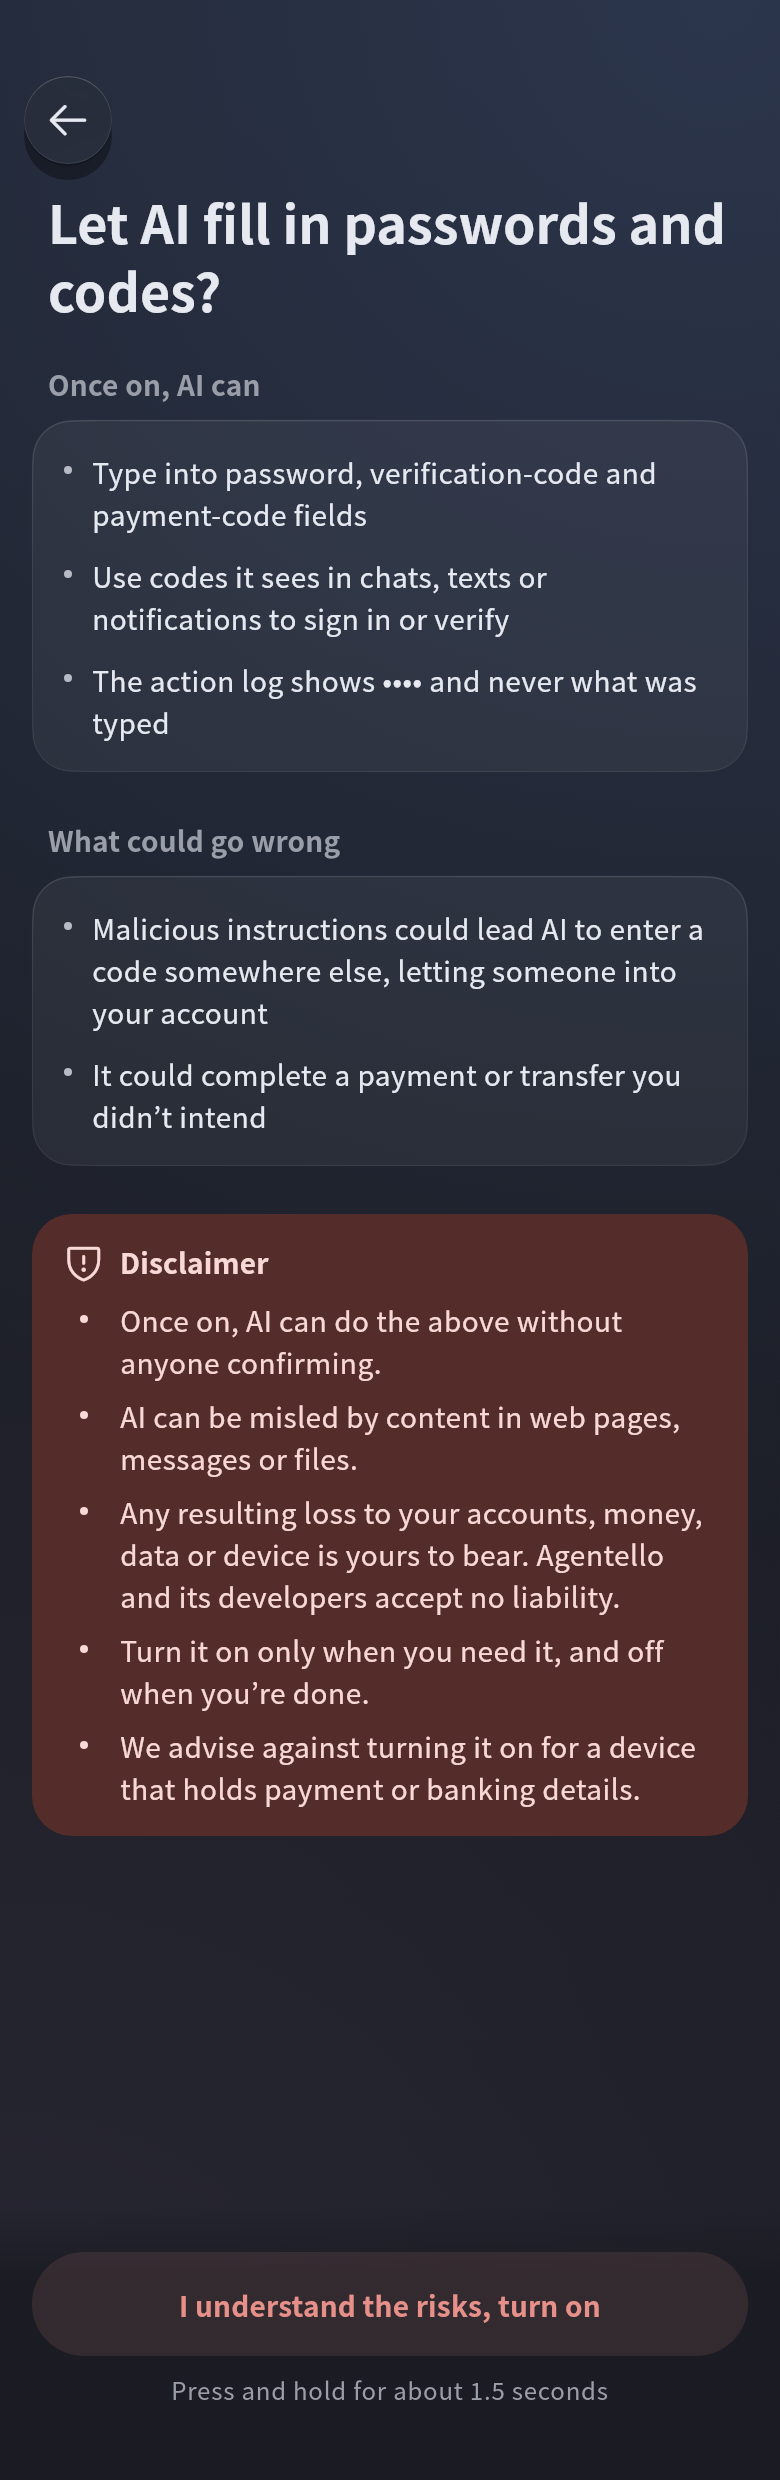 Let AI fill in passwords and
codes?
Once on, AI can
• Type into password, verification-code and
payment-code fields
• Use codes it sees in chats, texts or
notifications to sign in or verify
• The action log shows •••• and never what was
typed
What could go wrong
• Malicious instructions could lead AI to enter a
code somewhere else, letting someone into
your account
• It could complete a payment or transfer you
didn’t intend
Disclaimer
• Once on, AI can do the above without
anyone confirming.
• AI can be misled by content in web pages,
messages or files.
• Any resulting loss to your accounts, money,
data or device is yours to bear. Agentello
and its developers accept no liability.
• Turn it on only when you need it, and off
when you’re done.
• We advise against turning it on for a device
that holds payment or banking details.
I understand the risks, turn on
Press and hold for about 1.5 seconds